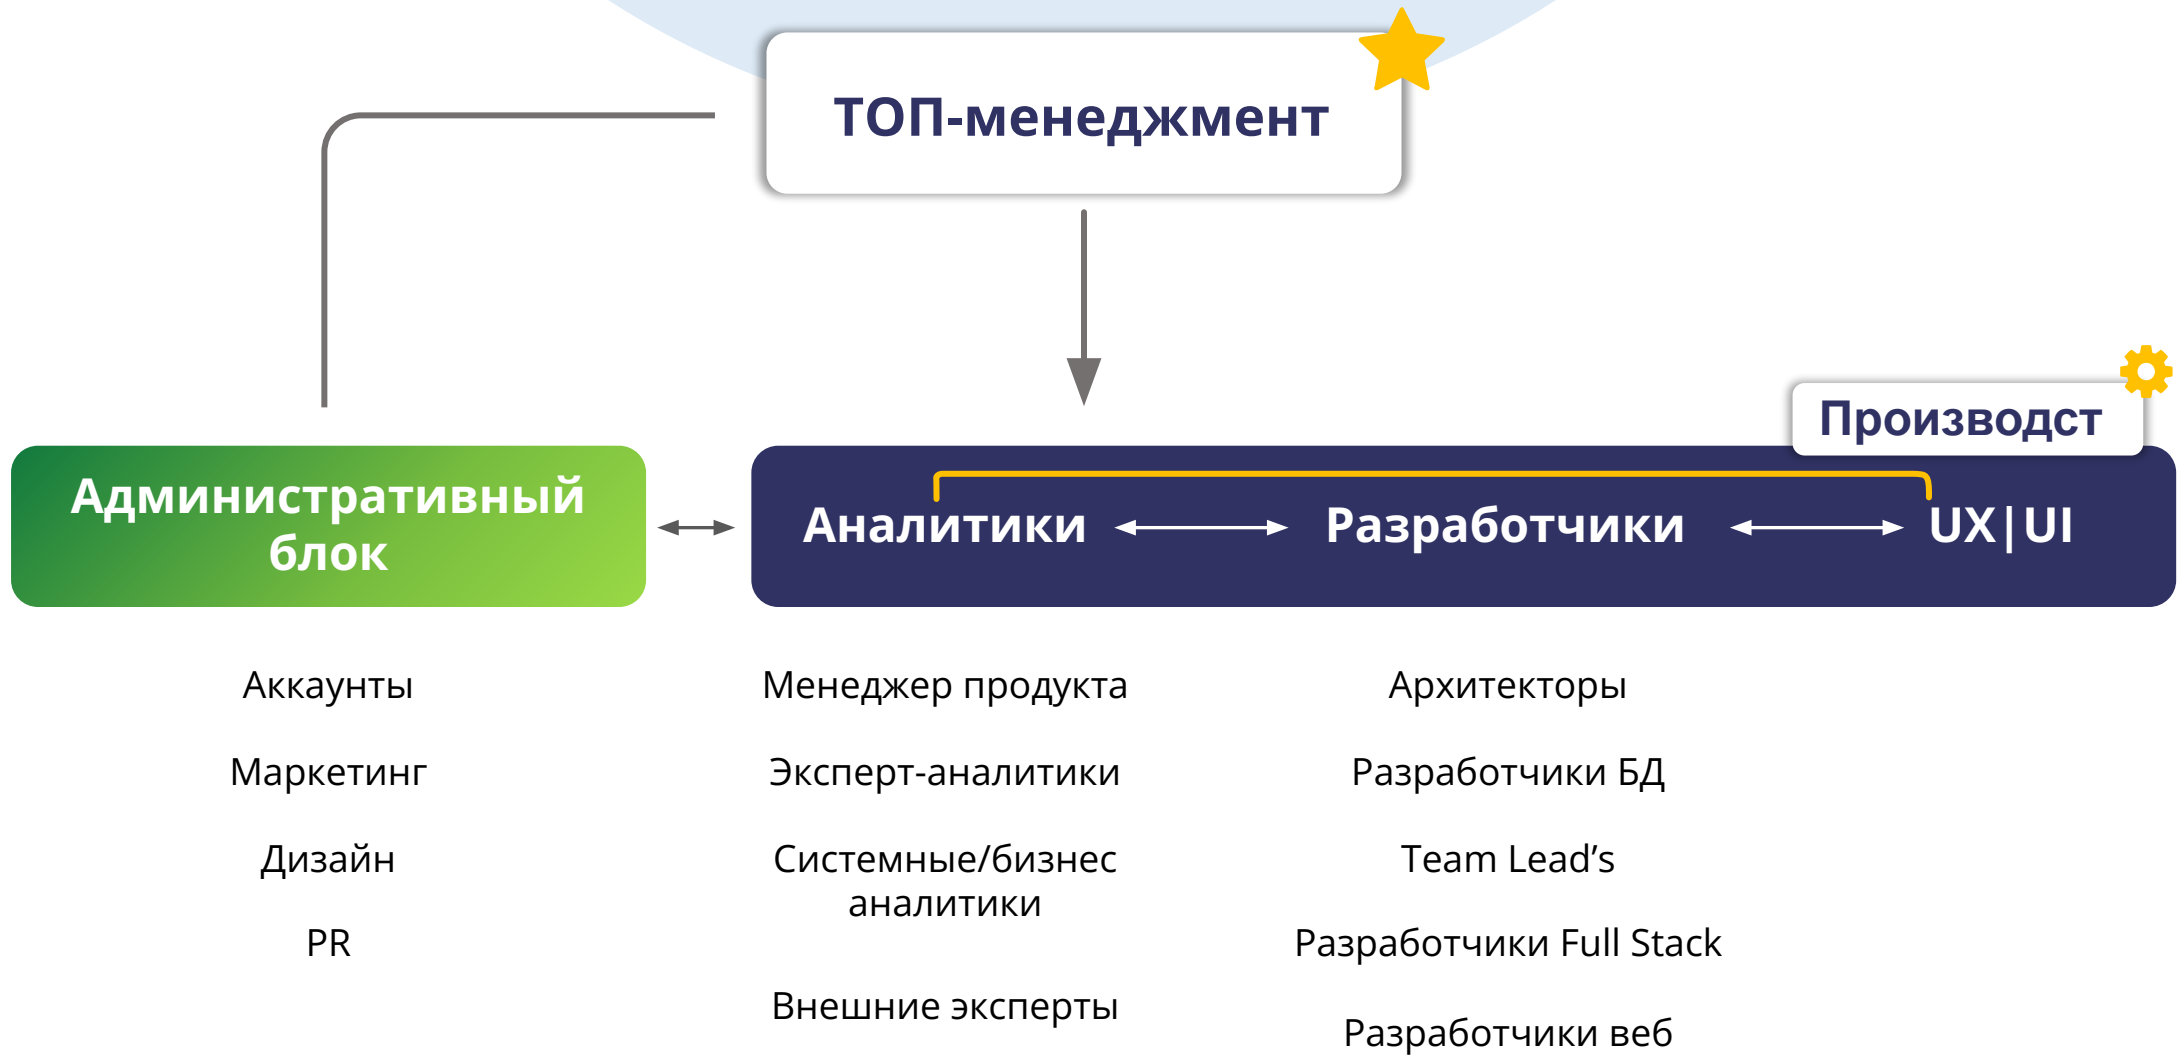 ТОП-менеджмент
Производст
Административный
блок
Аналитики
Разработчики
UX|UI
Аккаунты
Маркетинг
Дизайн
PR
Менеджер продукта
Эксперт-аналитики
Системные/бизнес
аналитики
Внешние эксперты
Архитекторы
Разработчики БД
Team Lead’s
Разработчики Full Stack
Разработчики веб